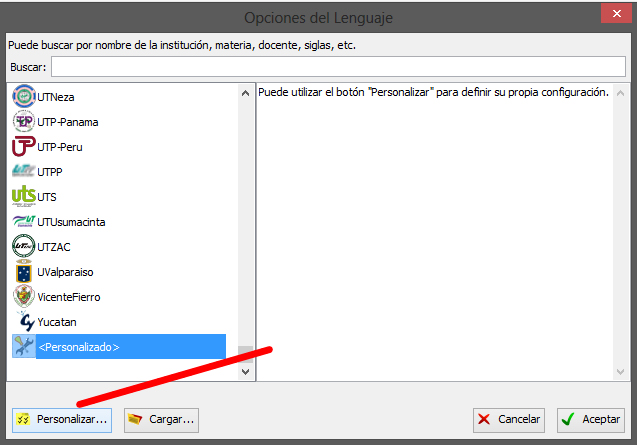 Opciones del Lenguaje
Puede buscar por nombre de la institución, materia, docente, siglas, etc.
Buscar:
UTNeza
UTP-Panama
UTP-Peru
UTPP
UTS
UTUsumacinta
UTZAC
UValparaiso
VicenteFierro
Yucatan
<Personalizado>
Puede utilizar el botón "Personalizar" para definir su propia configuración.
Personalizar...
Cargar...
Cancelar
Aceptar